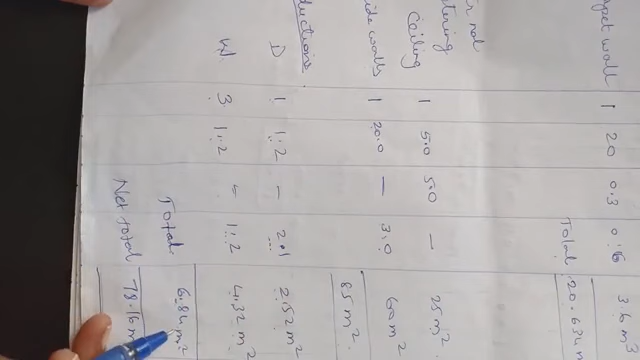 apet wall 1 20 0.3 0.6 3.6 m³
Total 20.634 m
r nal
tering
Ceiling 1 5.0 5.0 — 25 m²
ide walls 1 20.0 — 3.0 60 m²
85 m²
ductions
D 1 1.2 — 2.1 2.52 m²
W 3 1.2 – 1.2 4.32 m²
Total 6.84 m²
Net total 78.16 m